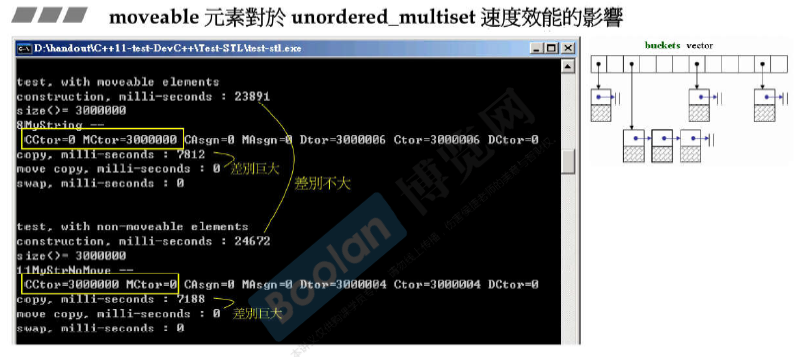 moveable 元素對於 unordered_multiset 速度效能的影響
D:\handout\C++11-test-DevC++\Test-STL\test-stl.exe
test, with moveable elements
construction, milli-seconds : 23891
size()= 3000000
8MyString --
CCtor=0 MCtor=3000000 CAsgn=0 MAsgn=0 Dtor=3000006 Ctor=3000006 DCtor=0
copy, milli-seconds : 7812
move copy, milli-seconds : 0 差別巨大
swap, milli-seconds : 0
差別不大
test, with non-moveable elements
construction, milli-seconds : 24672
size()= 3000000
11MyStrNoMove --
CCtor=3000000 MCtor=0 CAsgn=0 MAsgn=0 Dtor=3000004 Ctor=3000004 DCtor=0
copy, milli-seconds : 7188
move copy, milli-seconds : 0 差別巨大
swap, milli-seconds : 0
buckets vector
Boolan 博览网